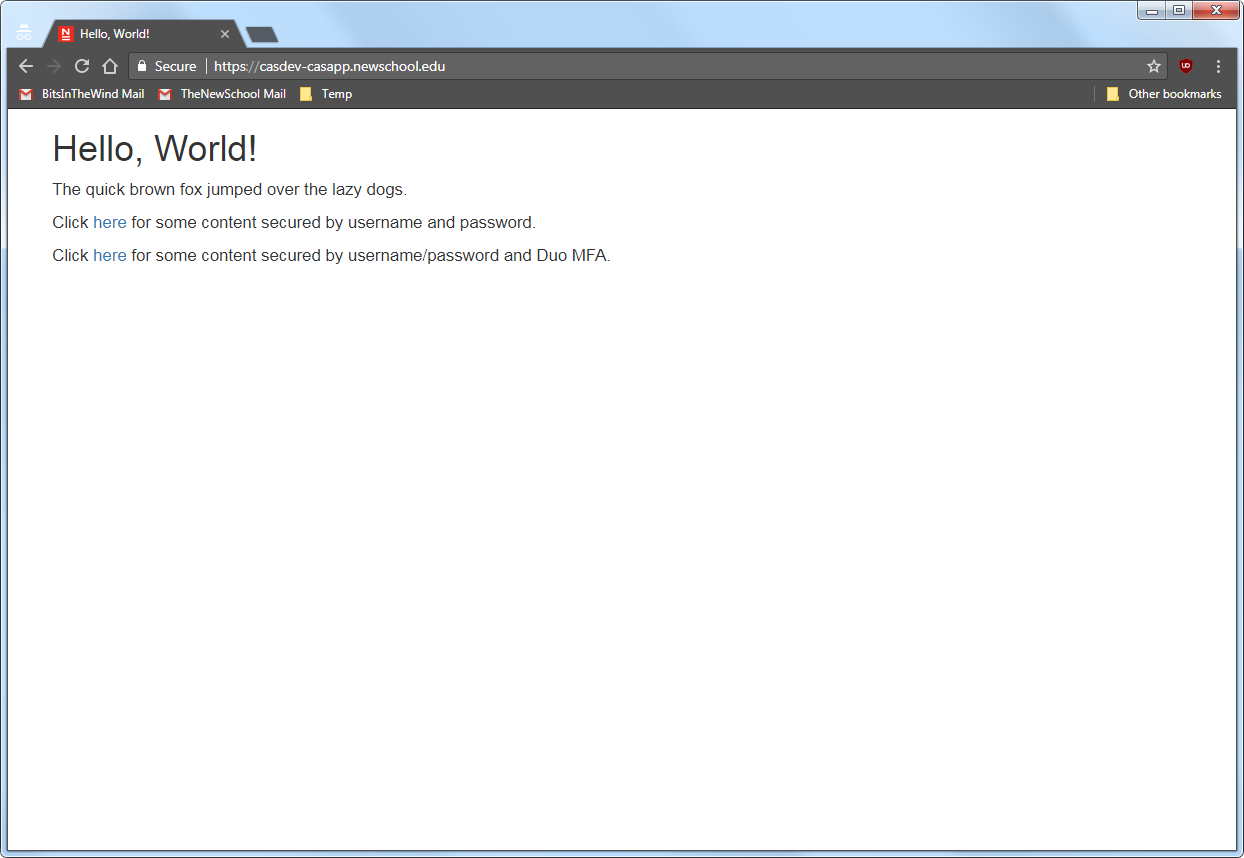 Hello, World!
Secure https://casdev-casapp.newschool.edu
BitsInTheWind Mail TheNewSchool Mail Temp Other bookmarks
Hello, World!
The quick brown fox jumped over the lazy dogs.
Click here for some content secured by username and password.
Click here for some content secured by username/password and Duo MFA.